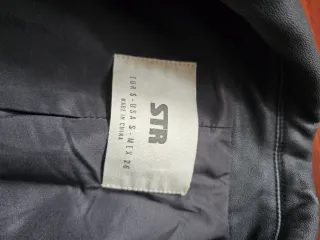 STR
EUR S - USA S - MEX 26
MADE IN CHINA